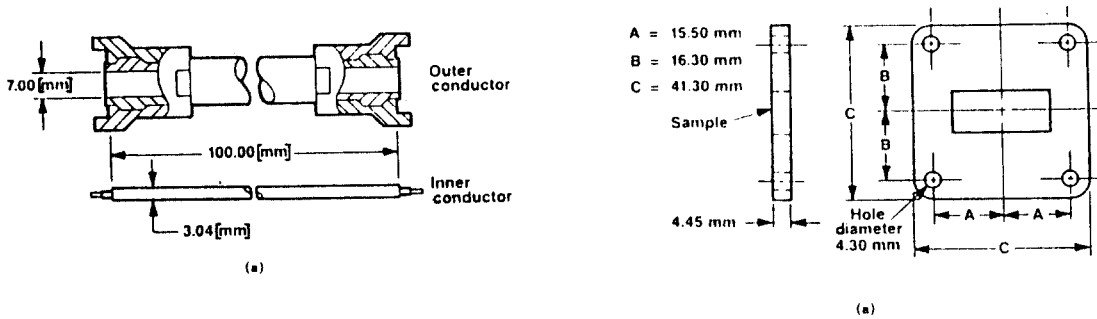 7.00[mm]
Outer
conductor
100.00[mm]
Inner
conductor
3.04[mm]
(a)
A = 15.50 mm
B = 16.30 mm
C = 41.30 mm
Sample
4.45 mm
B
C
B
Hole
diameter
4.30 mm
A
A
C
(a)